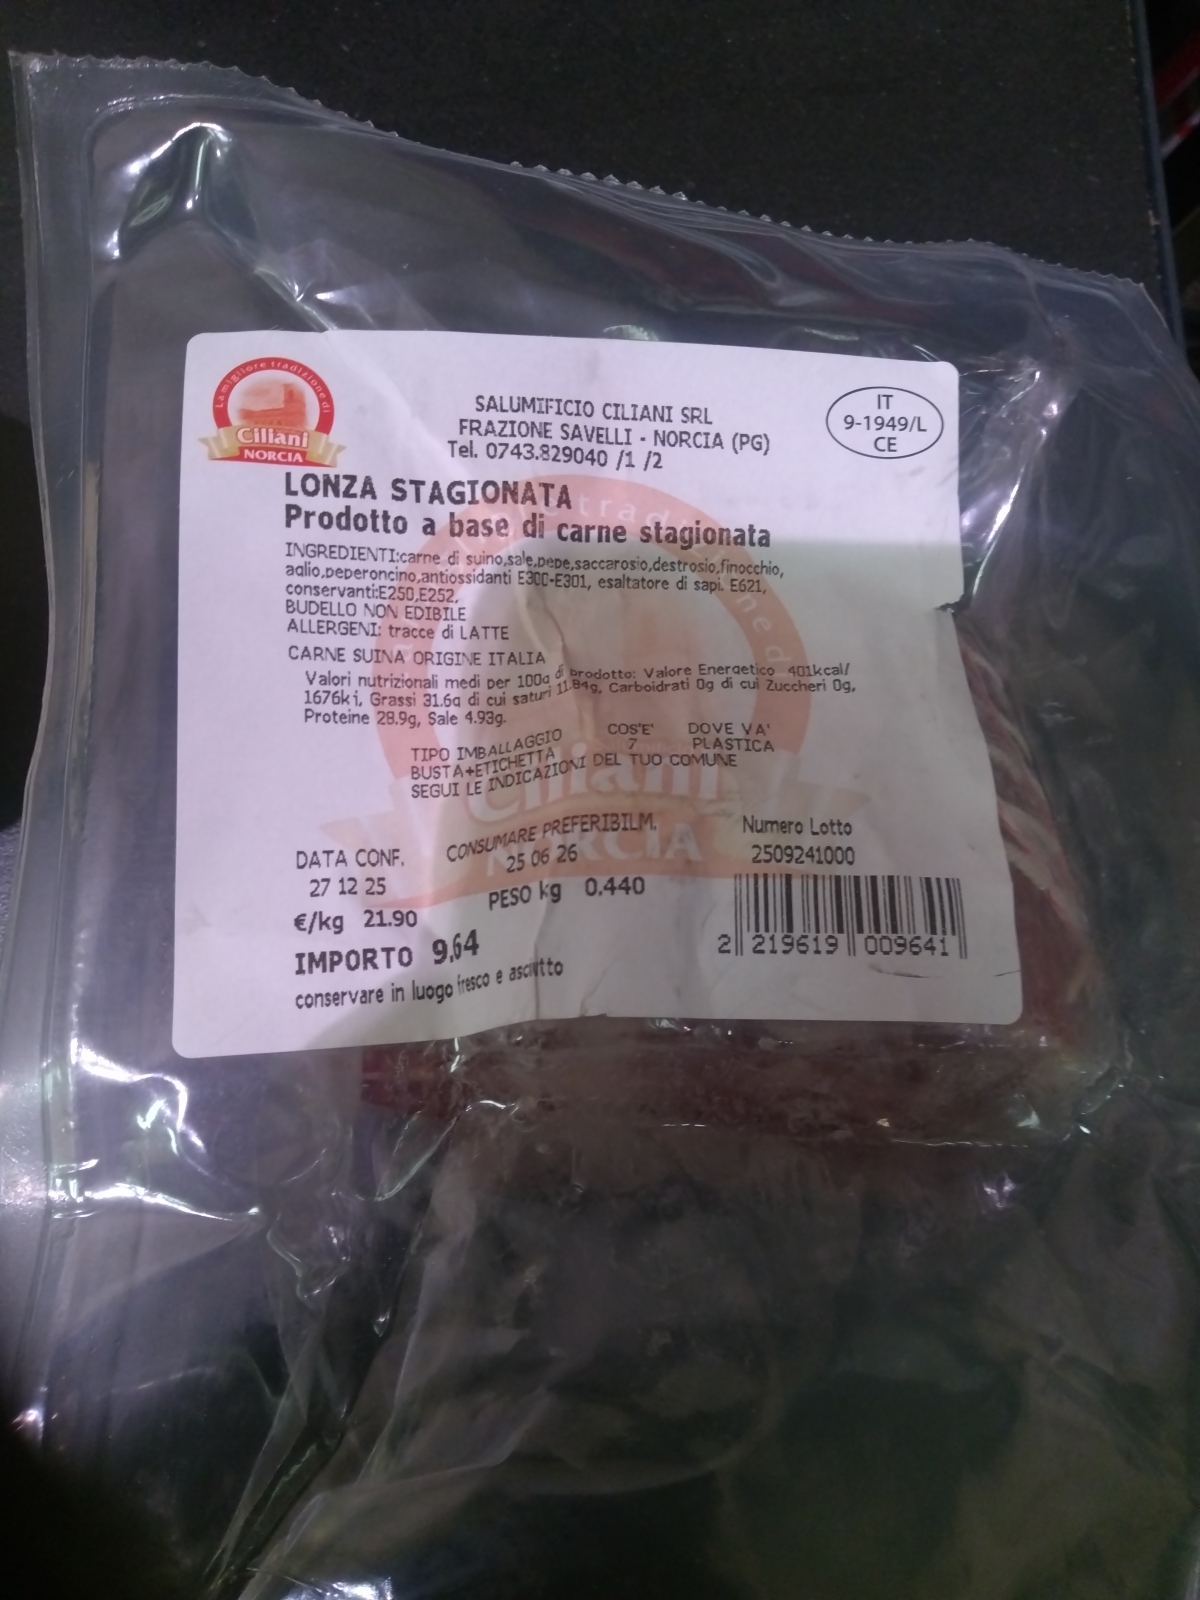 La migliore tradizione di
Ciliani
NORCIA
SALUMIFICIO CILIANI SRL
FRAZIONE SAVELLI - NORCIA (PG)
Tel. 0743.829040 /1 /2
IT
9-1949/L
CE
LONZA STAGIONATA
Prodotto a base di carne stagionata
INGREDIENTI:carne di suino,sale,pepe,saccarosio,destrosio,finocchio,
aglio,peperoncino,antiossidanti E300-E301, esaltatore di sapi. E621,
conservanti:E250,E252.
BUDELLO NON EDIBILE
ALLERGENI: tracce di LATTE
CARNE SUINA ORIGINE ITALIA
Valori nutrizionali medi per 100g di prodotto: Valore Energetico 401kcal/
1676kj, Grassi 31.6g di cui saturi 11.84g, Carboidrati 0g di cui Zuccheri 0g,
Proteine 28.9g, Sale 4.93g.
TIPO IMBALLAGGIO COS'E' DOVE VA'
BUSTA+ETICHETTA 7 PLASTICA
SEGUI LE INDICAZIONI DEL TUO COMUNE
DATA CONF. CONSUMARE PREFERIBILM. Numero Lotto
27 12 25 25 06 26 2509241000
€/kg 21.90 PESO kg 0.440
IMPORTO 9,64
conservare in luogo fresco e asciutto
2 219619 009641
Ciliani
NORCIA